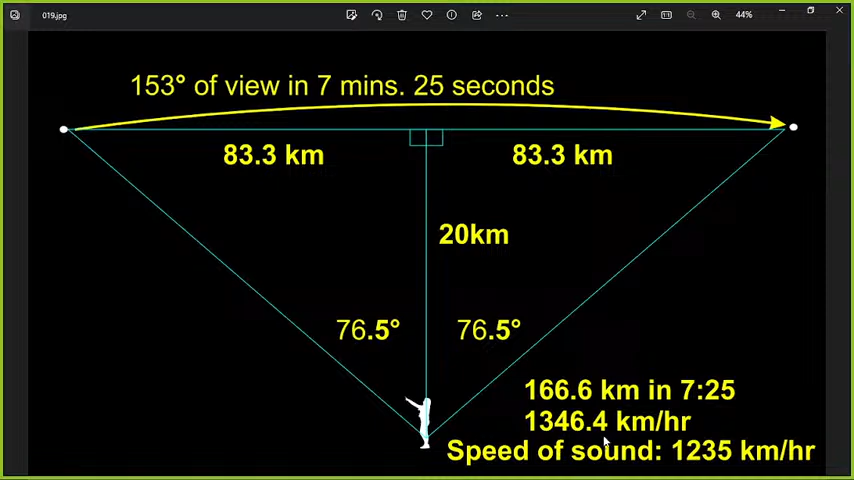 019.jpg
44%
153° of view in 7 mins. 25 seconds
83.3 km
83.3 km
20km
76.5°
76.5°
166.6 km in 7:25
1346.4 km/hr
Speed of sound: 1235 km/hr